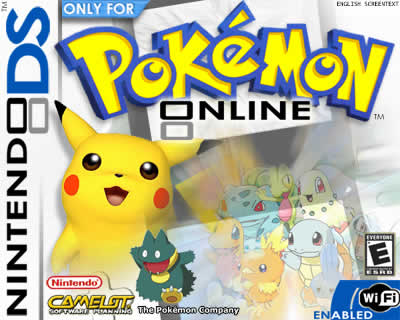 ENGLISH SCREENTEXT
TM
NINTENDO DS
ONLY FOR
POKéMON
TM
ONLINE
EVERYONE
E
ESRB
Nintendo
CAMELOT
SOFTWARE PLANNING
The Pokémon Company
Wi Fi
ENABLED